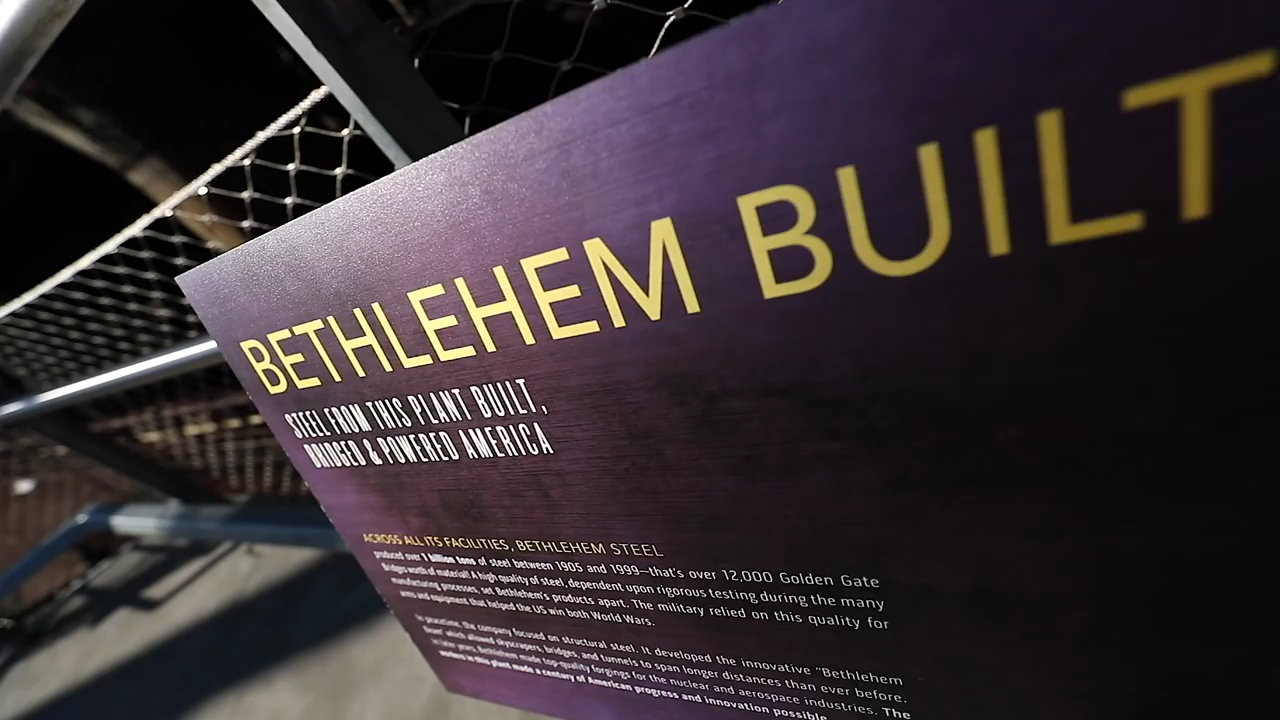 BETHLEHEM BUILT
STEEL FROM THIS PLANT BUILT,
BRIDGED & POWERED AMERICA
ACROSS ALL ITS FACILITIES, BETHLEHEM STEEL
produced over 1 billion tons of steel between 1905 and 1999—that's over 12,000 Golden Gate
Bridges worth of material! A high quality of steel, dependent upon rigorous testing during the many
manufacturing processes, set Bethlehem's products apart. The military relied on this quality for
arms and equipment that helped the US win both World Wars.
In peacetime, the company focused on structural steel. It developed the innovative "Bethlehem
Beam" which allowed skyscrapers, bridges, and tunnels to span longer distances than ever before.
In later years, Bethlehem made top-quality forgings for the nuclear and aerospace industries. The
workers in this plant made a century of American progress and innovation possible.